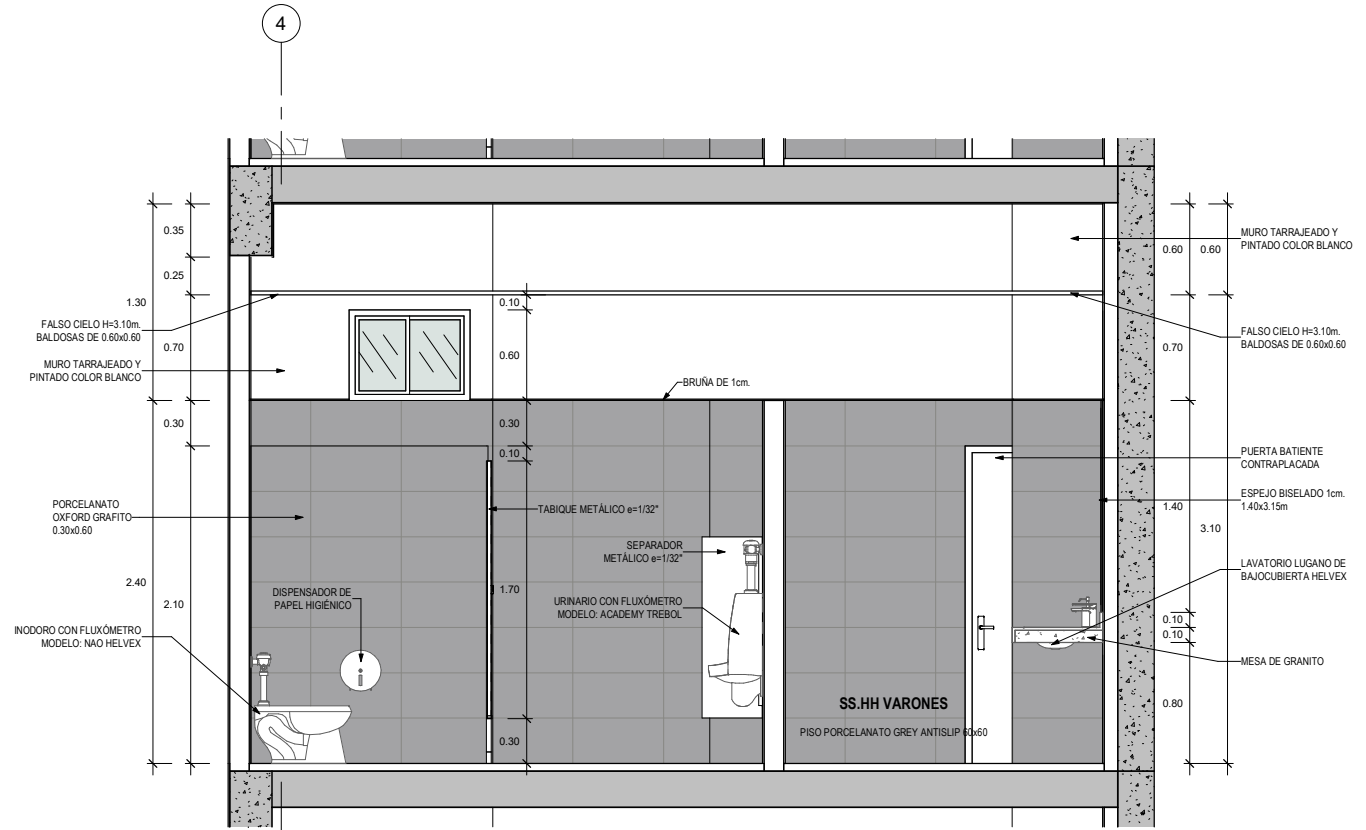 4
0.35
0.25
1.30
0.70
0.30
2.40
2.10
FALSO CIELO H=3.10m.
BALDOSAS DE 0.60x0.60
MURO TARRAJEADO Y
PINTADO COLOR BLANCO
PORCELANATO
OXFORD GRAFITO
0.30x0.60
INODORO CON FLUXÓMETRO
MODELO: NAO HELVEX
DISPENSADOR DE
PAPEL HIGIÉNICO
0.10
0.60
0.30
0.10
1.70
0.30
BRUÑA DE 1cm.
TABIQUE METÁLICO e=1/32"
SEPARADOR
METÁLICO e=1/32"
URINARIO CON FLUXÓMETRO
MODELO: ACADEMY TREBOL
SS.HH VARONES
PISO PORCELANATO GREY ANTISLIP 60x60
0.60
0.60
0.70
1.40
3.10
0.10
0.10
0.80
MURO TARRAJEADO Y
PINTADO COLOR BLANCO
FALSO CIELO H=3.10m.
BALDOSAS DE 0.60x0.60
PUERTA BATIENTE
CONTRAPLACADA
ESPEJO BISELADO 1cm.
1.40x3.15m
LAVATORIO LUGANO DE
BAJOCUBIERTA HELVEX
MESA DE GRANITO